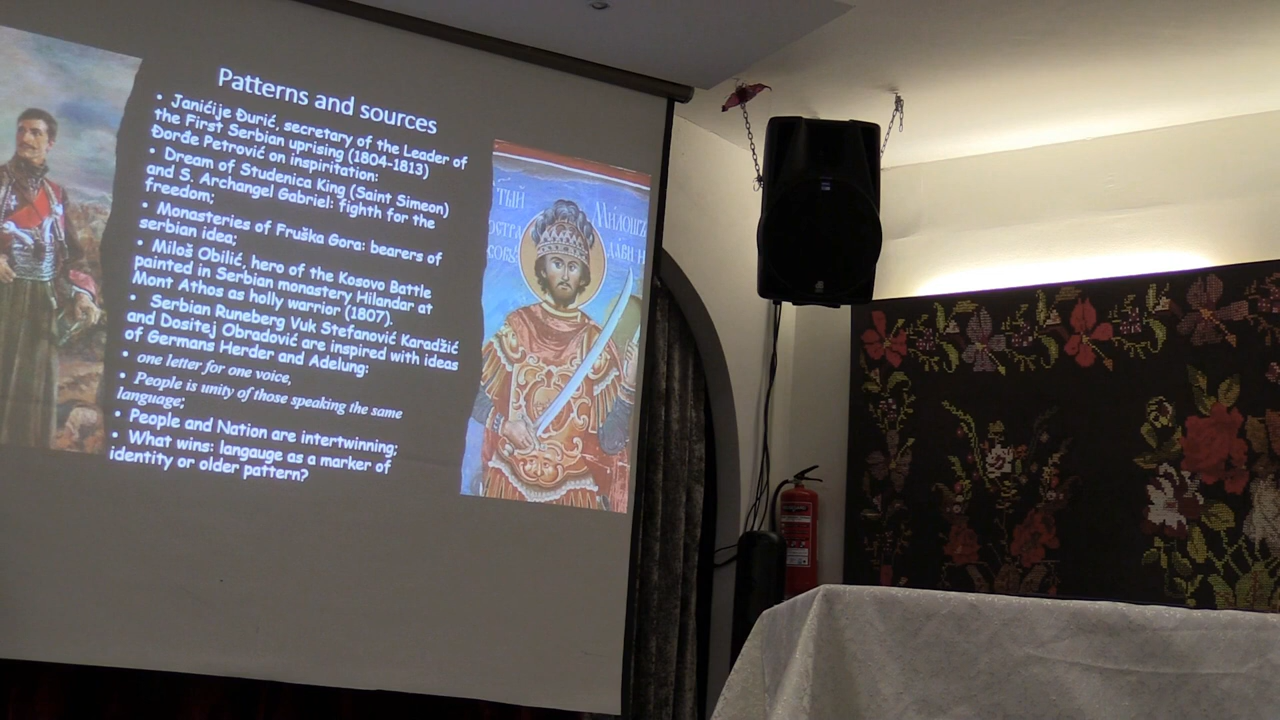 Patterns and sources
• Janićije Đurić, secretary of the Leader of
the First Serbian uprising (1804-1813)
Đorđe Petrović on inspiritation:
• Dream of Studenica King (Saint Simeon)
and S. Archangel Gabriel: fighth for the
freedom;
• Monasteries of Fruška Gora: bearers of
serbian idea;
• Miloš Obilić, hero of the Kosovo Battle
painted in Serbian monastery Hilandar at
Mont Athos as holly warrior (1807).
• Serbian Runeberg Vuk Stefanović Karadžić
and Dositej Obradović are inspired with ideas
of Germans Herder and Adelung:
• one letter for one voice,
• People is unity of those speaking the same
language;
• People and Nation are intertwinning;
• What wins: langauge as a marker of
identity or older pattern?